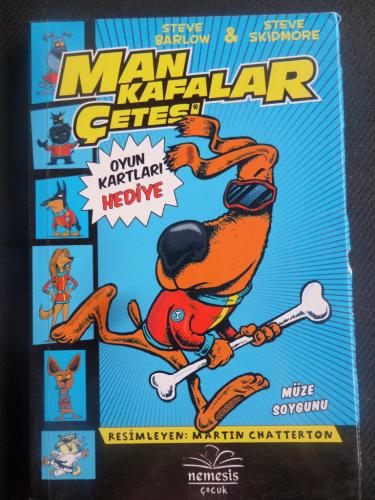 STEVE BARLOW & STEVE SKIDMORE
MAN
KAFALAR
ÇETESİ
OYUN
KARTLARI
HEDİYE
MÜZE
SOYGUNU
RESİMLEYEN: MARTIN CHATTERTON
nemesis
çocuk